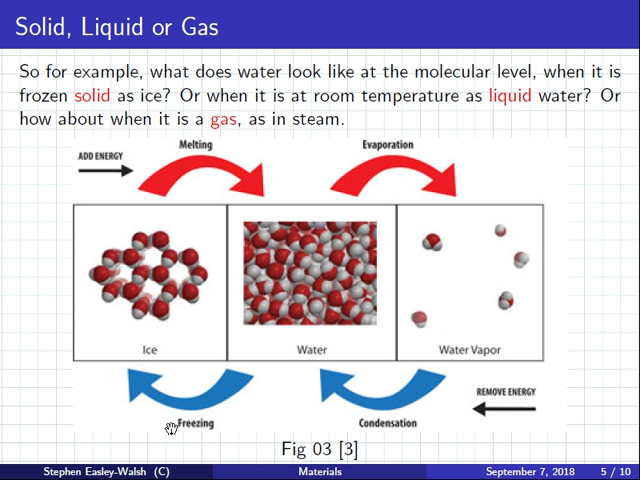 Solid, Liquid or Gas
So for example, what does water look like at the molecular level, when it is
frozen solid as ice? Or when it is at room temperature as liquid water? Or
how about when it is a gas, as in steam.
Melting
Evaporation
ADD ENERGY
Ice
Water
Water Vapor
REMOVE ENERGY
Freezing
Condensation
Fig 03 [3]
Stephen Easley-Walsh (C)
Materials
September 7, 2018
5 / 10